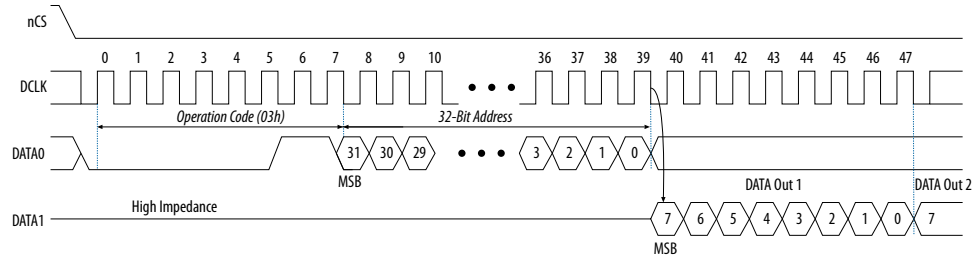 nCS
0 1 2 3 4 5 6 7 8 9 10 36 37 38 39 40 41 42 43 44 45 46 47
DCLK
Operation Code (03h) 32-Bit Address
DATA0 31 30 29 3 2 1 0
MSB DATA Out 1 DATA Out 2
High Impedance
DATA1 7 6 5 4 3 2 1 0 7
MSB